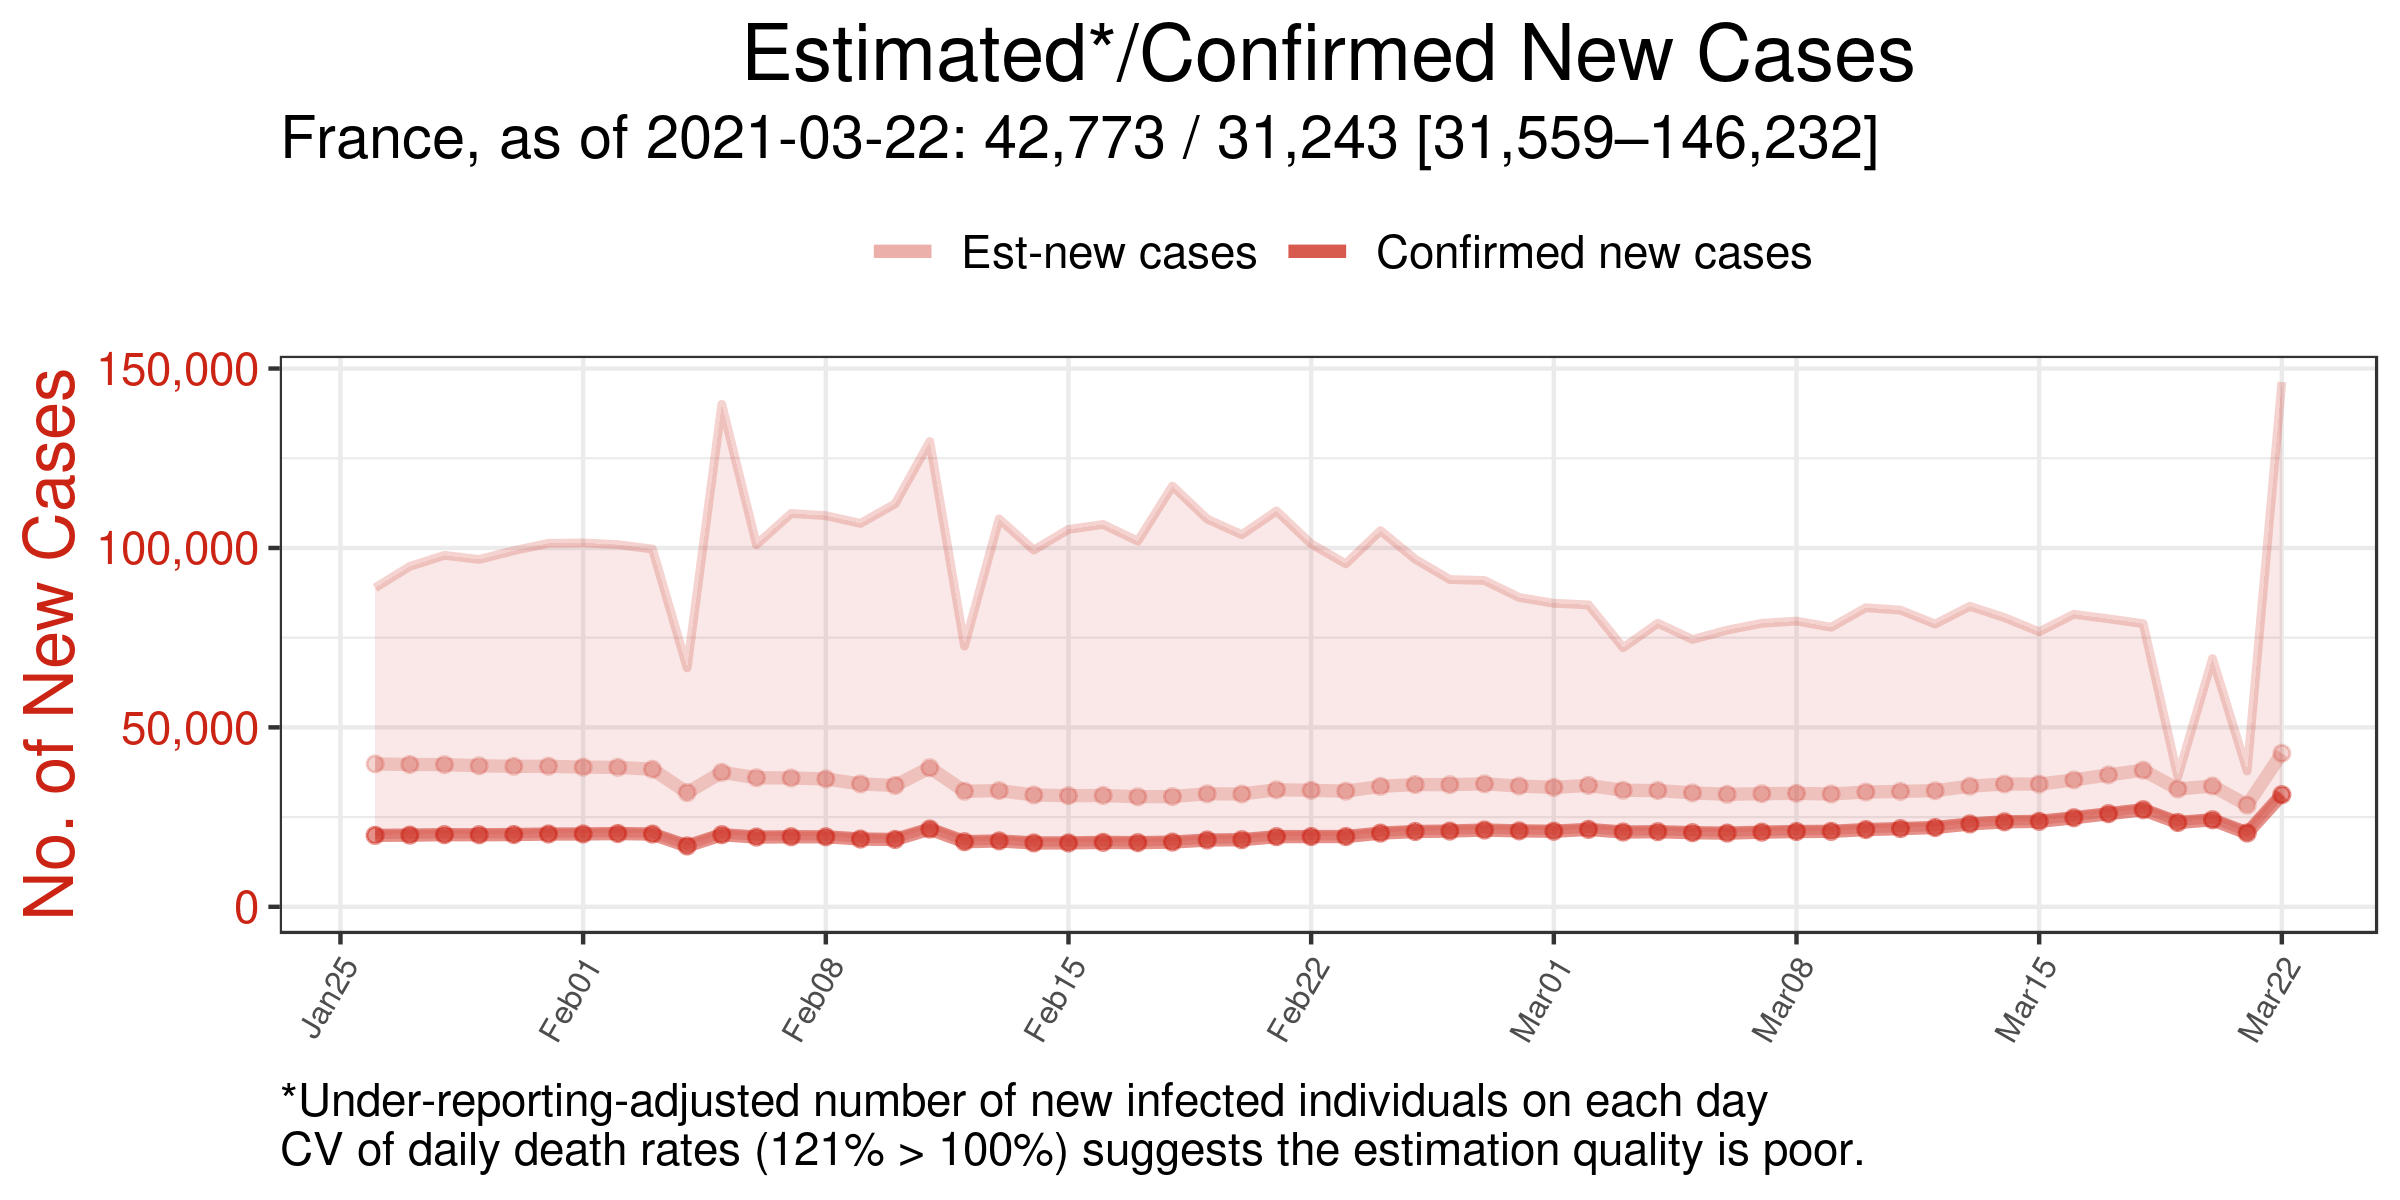 Estimated*/Confirmed New Cases
France, as of 2021-03-22: 42,773 / 31,243 [31,559–146,232]
Est-new cases
Confirmed new cases
No. of New Cases
150,000
100,000
50,000
0
Jan25
Feb01
Feb08
Feb15
Feb22
Mar01
Mar08
Mar15
Mar22
*Under-reporting-adjusted number of new infected individuals on each day
CV of daily death rates (121% > 100%) suggests the estimation quality is poor.